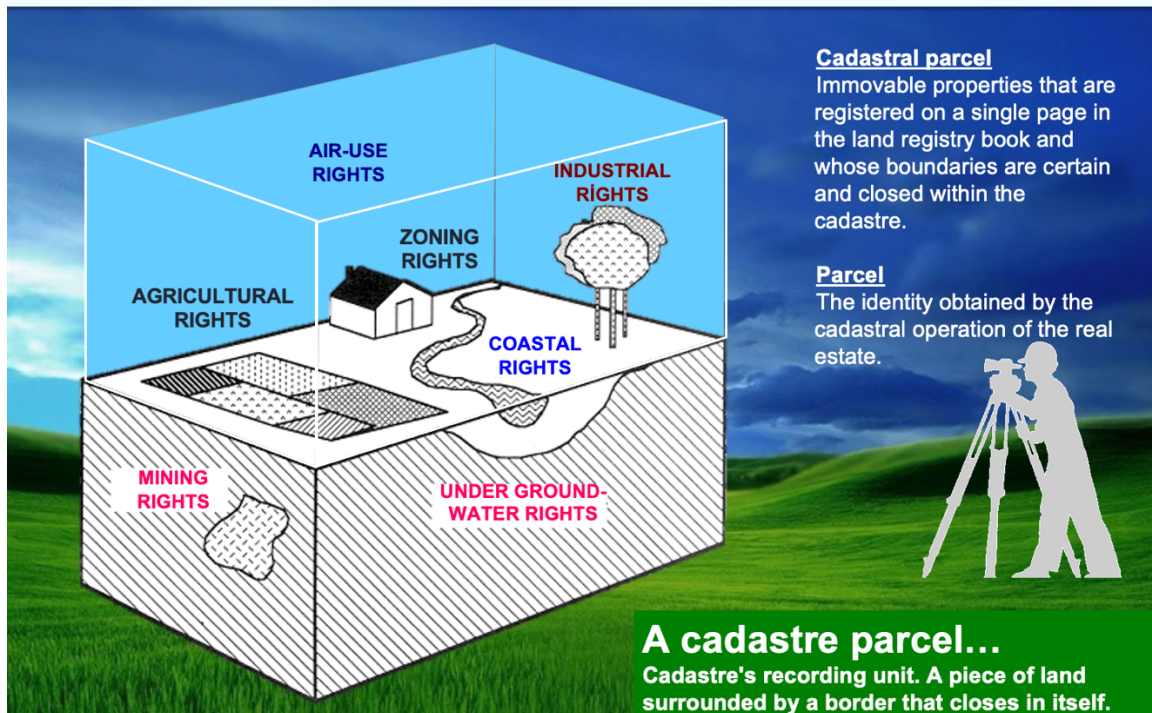 AIR-USE
RIGHTS
INDUSTRIAL
RİGHTS
ZONING
RIGHTS
AGRICULTURAL
RIGHTS
COASTAL
RIGHTS
MINING
RIGHTS
UNDER GROUND-
WATER RIGHTS
Cadastral parcel
Immovable properties that are
registered on a single page in
the land registry book and
whose boundaries are certain
and closed within the
cadastre.
Parcel
The identity obtained by the
cadastral operation of the real
estate.
A cadastre parcel...
Cadastre's recording unit. A piece of land
surrounded by a border that closes in itself.